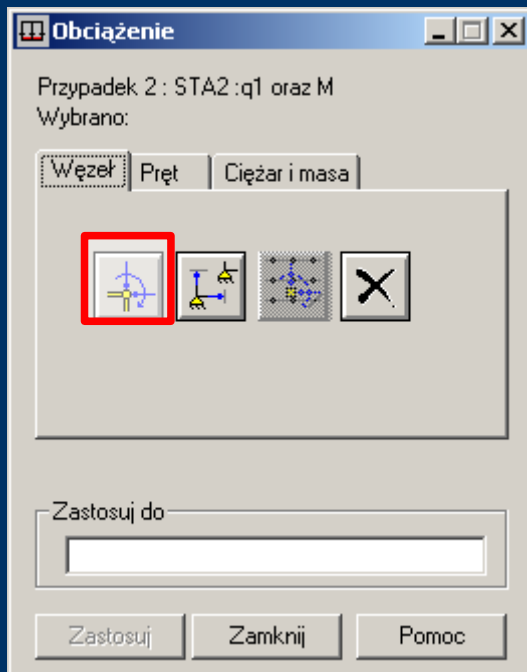 Obciążenie
Przypadek 2 : STA2 :q1 oraz M
Wybrano:
Węzeł Pręt Ciężar i masa
Zastosuj do
Zastosuj Zamknij Pomoc